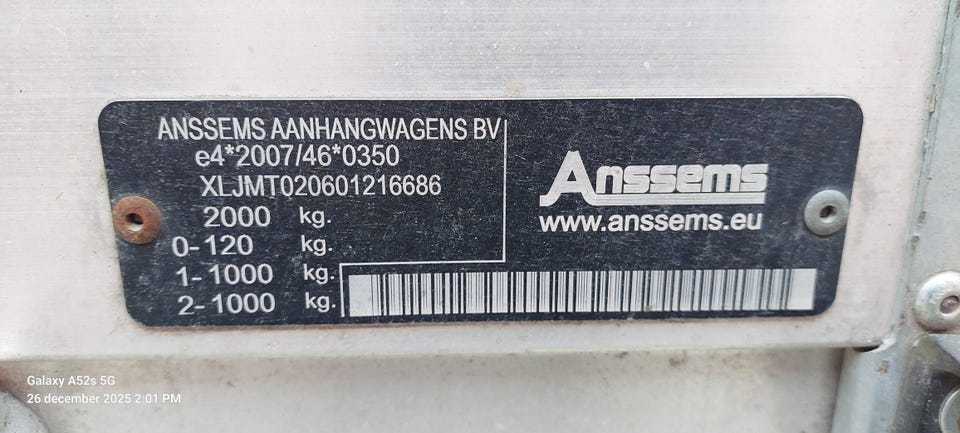 ANSSEMS AANHANGWAGENS BV
e4*2007/46*0350
XLJMT020601216686
2000 kg.
0-120 kg.
1-1000 kg.
2-1000 kg.
Anssems
www.anssems.eu
Galaxy A52s 5G
26 december 2025 2:01 PM